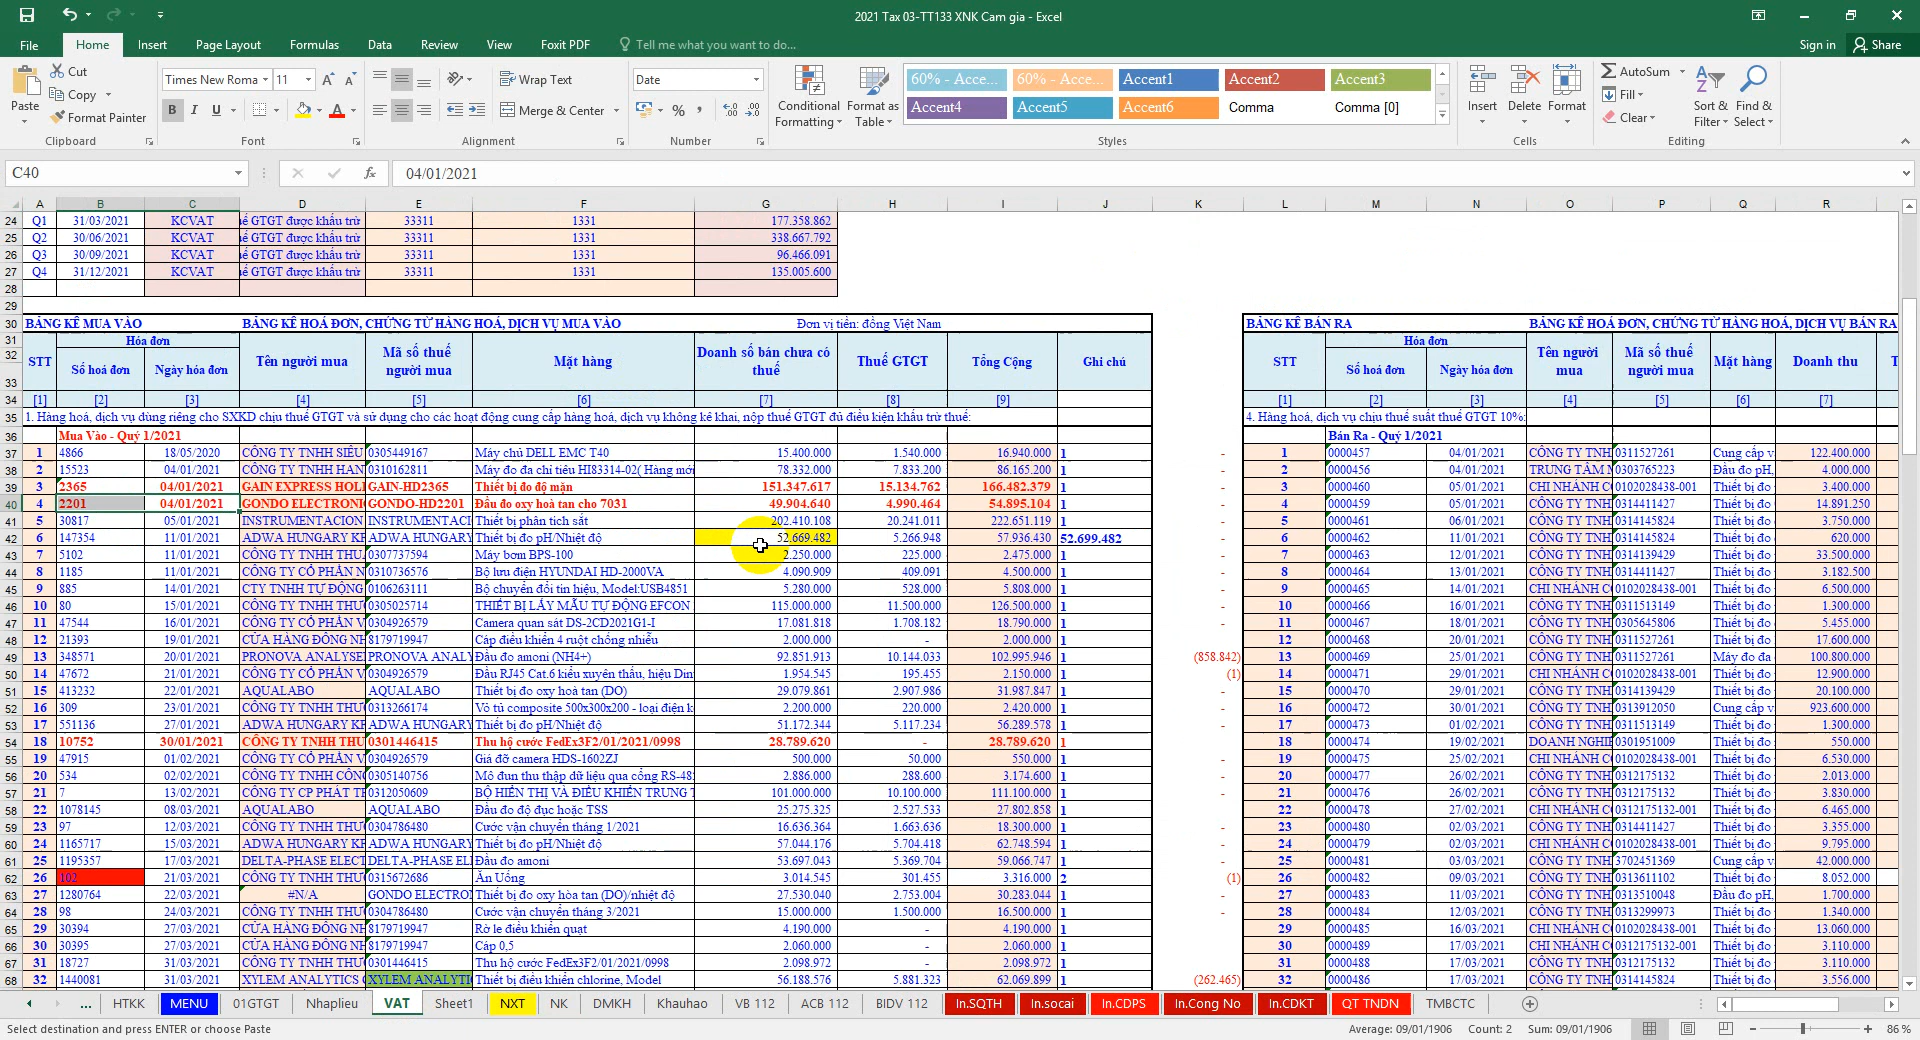 2021 Tax 03-TT133 XNK Cam gia - Excel
File Home Insert Page Layout Formulas Data Review View Foxit PDF Tell me what you want to do... Sign in Share
Paste Cut Copy Format Painter Clipboard
Times New Roma 11 B I U A Font
Wrap Text Merge & Center Alignment
Date % Number
Conditional Formatting Format as Table
60% - Acce... 60% - Acce... Accent1 Accent2 Accent3
Accent4 Accent5 Accent6 Comma Comma [0] Styles
Insert Delete Format Cells
AutoSum Fill Clear Sort & Filter Find & Select Editing
C40 fx 04/01/2021
A B C D E F G H I J K L M N O P Q R
24 Q1 31/03/2021 KCVAT ế GTGT được khấu trừ 33311 1331 177.358.862
25 Q2 30/06/2021 KCVAT ế GTGT được khấu trừ 33311 1331 338.667.792
26 Q3 30/09/2021 KCVAT ế GTGT được khấu trừ 33311 1331 96.466.091
27 Q4 31/12/2021 KCVAT ế GTGT được khấu trừ 33311 1331 135.005.600
28
29
30 BẢNG KÊ MUA VÀO BẢNG KÊ HOÁ ĐƠN, CHỨNG TỪ HÀNG HOÁ, DỊCH VỤ MUA VÀO Đơn vị tiền: đồng Việt Nam BẢNG KÊ BÁN RA BẢNG KÊ HOÁ ĐƠN, CHỨNG TỪ HÀNG HOÁ, DỊCH VỤ BÁN RA
31 Hóa đơn Hóa đơn
32
33 STT Số hoá đơn Ngày hóa đơn Tên người mua Mã số thuế người mua Mặt hàng Doanh số bán chưa có thuế Thuế GTGT Tổng Cộng Ghi chú STT Số hoá đơn Ngày hóa đơn Tên người mua Mã số thuế người mua Mặt hàng Doanh thu
34 [1] [2] [3] [4] [5] [6] [7] [8] [9] [1] [2] [3] [4] [5] [6] [7]
35 1. Hàng hoá, dịch vụ dùng riêng cho SXKD chịu thuế GTGT và sử dụng cho các hoạt động cung cấp hàng hoá, dịch vụ không kê khai, nộp thuế GTGT đủ điều kiện khấu trừ thuế: 4. Hàng hoá, dịch vụ chịu thuế suất thuế GTGT 10%:
36 Mua Vào - Quý 1/2021 Bán Ra - Quý 1/2021
37 1 4866 18/05/2020 CÔNG TY TNHH SIÊU 0305449167 Máy chủ DELL EMC T40 15.400.000 1.540.000 16.940.000 1 - 1 0000457 04/01/2021 CÔNG TY TNH 0311527261 Cung cấp v 122.400.000
38 2 15523 04/01/2021 CÔNG TY TNHH HAN 0310162811 Máy đo đa chỉ tiêu HI83314-02( Hàng mới 78.332.000 7.833.200 86.165.200 1 - 2 0000456 04/01/2021 TRUNG TÂM 0303765223 Đầu đo pH, 4.000.000
39 3 2365 04/01/2021 GAIN EXPRESS HOLI GAIN-HD2365 Thiết bị đo độ mặn 151.347.617 15.134.762 166.482.379 1 - 3 0000460 05/01/2021 CHI NHÁNH C 0102028438-001 Thiết bị đo 3.400.000
40 4 2201 04/01/2021 GONDO ELECTRONI GONDO-HD2201 Đầu đo oxy hoà tan cho 7031 49.904.640 4.990.464 54.895.104 1 - 4 0000459 05/01/2021 CÔNG TY TNH 0314411427 Thiết bị đo 14.891.250
41 5 30817 05/01/2021 INSTRUMENTACION INSTRUMENTACI Thiết bị phân tích sắt 202.410.108 20.241.011 222.651.119 1 - 5 0000461 06/01/2021 CÔNG TY TNH 0314145824 Thiết bị đo 3.750.000
42 6 147354 11/01/2021 ADWA HUNGARY KF ADWA HUNGARY Thiết bị đo pH/Nhiệt độ 52.669.482 5.266.948 57.936.430 52.699.482 - 6 0000462 11/01/2021 CÔNG TY TNH 0314145824 Thiết bị đo 620.000
43 7 5102 11/01/2021 CÔNG TY TNHH THƯ 0307737594 Máy bơm BPS-100 2.250.000 225.000 2.475.000 1 - 7 0000463 12/01/2021 CÔNG TY TNH 0314139429 Thiết bị đo 33.500.000
44 8 1185 11/01/2021 CÔNG TY CỔ PHẦN N 0310736576 Bộ lưu điện HYUNDAI HD-2000VA 4.090.909 409.091 4.500.000 1 - 8 0000464 13/01/2021 CÔNG TY TNH 0314411427 Thiết bị đo 3.182.500
45 9 885 14/01/2021 CTY TNHH TỰ ĐỘNG 0106263111 Bộ chuyển đổi tín hiệu, Model:USB4851 5.280.000 528.000 5.808.000 1 - 9 0000465 14/01/2021 CHI NHÁNH C 0102028438-001 Thiết bị đo 6.500.000
46 10 80 15/01/2021 CÔNG TY TNHH THƯ 0305025714 THIẾT BỊ LẤY MẪU TỰ ĐỘNG EFCON 115.000.000 11.500.000 126.500.000 1 - 10 0000466 16/01/2021 CÔNG TY TNH 0311513149 Thiết bị đo 1.300.000
47 11 47544 16/01/2021 CÔNG TY CỔ PHẦN V 0304926579 Camera quan sát DS-2CD2021G1-I 17.081.818 1.708.182 18.790.000 1 - 11 0000467 18/01/2021 CÔNG TY TNH 0305645806 Thiết bị đo 5.455.000
48 12 21393 19/01/2021 CỬA HÀNG ĐỒNG NH 8179719947 Cáp điều khiển 4 ruột chống nhiễu 2.000.000 - 2.000.000 1 12 0000468 20/01/2021 CÔNG TY TNH 0311527261 Thiết bị đo 17.600.000
49 13 348571 20/01/2021 PRONOVA ANALYSE PRONOVA ANALY Đầu đo amoni (NH4+) 92.851.913 10.144.033 102.995.946 1 (858.842) 13 0000469 25/01/2021 CÔNG TY TNH 0311527261 Máy đo đa 100.800.000
50 14 47672 21/01/2021 CÔNG TY CỔ PHẦN V 0304926579 Đầu RJ45 Cat.6 kiểu xuyên thấu, hiệu Din 1.954.545 195.455 2.150.000 1 (1) 14 0000471 29/01/2021 CHI NHÁNH C 0102028438-001 Thiết bị đo 12.900.000
51 15 413232 22/01/2021 AQUALABO AQUALABO Thiết bị đo oxy hoà tan (DO) 29.079.861 2.907.986 31.987.847 1 - 15 0000470 29/01/2021 CÔNG TY TNH 0314139429 Thiết bị đo 20.100.000
52 16 309 23/01/2021 CÔNG TY TNHH THƯ 0313266174 Vỏ tủ composite 500x300x200 - loại điện k 2.200.000 220.000 2.420.000 1 - 16 0000472 30/01/2021 CÔNG TY TNH 0313912050 Cung cấp v 923.600.000
53 17 551136 27/01/2021 ADWA HUNGARY KF ADWA HUNGARY Thiết bị đo pH/Nhiệt độ 51.172.344 5.117.234 56.289.578 1 - 17 0000473 01/02/2021 CÔNG TY TNH 0311513149 Thiết bị đo 1.300.000
54 18 10752 30/01/2021 CÔNG TY TNHH THƯ 0301446415 Thu hộ cước FedEx3F2/01/2021/0998 28.789.620 - 28.789.620 1 18 0000474 19/02/2021 DOANH NGHIỆ 0301951009 Thiết bị đo 550.000
55 19 47915 01/02/2021 CÔNG TY CỔ PHẦN V 0304926579 Giá đỡ camera HDS-1602ZJ 500.000 50.000 550.000 1 - 19 0000475 25/02/2021 CHI NHÁNH C 0102028438-001 Thiết bị đo 6.530.000
56 20 534 02/02/2021 CÔNG TY TNHH CÔN 0305140756 Mô đun thu thập dữ liệu qua cổng RS-48 2.886.000 288.600 3.174.600 1 - 20 0000477 26/02/2021 CÔNG TY TNH 0312175132 Thiết bị đo 2.013.000
57 21 7 13/02/2021 CÔNG TY CP PHÁT TR 0312050609 BỘ HIỂN THỊ VÀ ĐIỀU KHIỂN TRUNG T 101.000.000 10.100.000 111.100.000 1 - 21 0000476 26/02/2021 CÔNG TY TNH 0312175132 Thiết bị đo 3.830.000
58 22 1078145 08/03/2021 AQUALABO AQUALABO Đầu đo độ đục hoặc TSS 25.275.325 2.527.533 27.802.858 1 22 0000478 27/02/2021 CHI NHÁNH C 0312175132-001 Thiết bị đo 6.465.000
59 23 97 12/03/2021 CÔNG TY TNHH THƯ 0304786480 Cước vận chuyển tháng 1/2021 16.636.364 1.663.636 18.300.000 1 - 23 0000480 02/03/2021 CÔNG TY TNH 0314411427 Thiết bị đo 3.355.000
60 24 1165717 15/03/2021 ADWA HUNGARY KF ADWA HUNGARY Thiết bị đo pH/Nhiệt độ 57.044.176 5.704.418 62.748.594 1 - 24 0000479 02/03/2021 CHI NHÁNH C 0102028438-001 Thiết bị đo 9.795.000
61 25 1195357 17/03/2021 DELTA-PHASE ELECT DELTA-PHASE EL Đầu đo amoni 53.697.043 5.369.704 59.066.747 1 - 25 0000481 03/03/2021 CÔNG TY TNH 3702451369 Cung cấp v 42.000.000
62 26 102 21/03/2021 CÔNG TY TNHH THƯ 0315672686 Ăn Uống 3.014.545 301.455 3.316.000 2 (1) 26 0000482 09/03/2021 CÔNG TY TNH 0313611102 Thiết bị đo 8.052.000
63 27 1280764 22/03/2021 #N/A GONDO ELECTRO Thiết bị đo oxy hòa tan (DO)/nhiệt độ 27.530.040 2.753.004 30.283.044 1 - 27 0000483 11/03/2021 CÔNG TY TNH 0313510048 Đầu đo pH, 1.700.000
64 28 98 24/03/2021 CÔNG TY TNHH THƯ 0304786480 Cước vận chuyển tháng 3/2021 15.000.000 1.500.000 16.500.000 1 - 28 0000484 12/03/2021 CÔNG TY TNH 0313299973 Thiết bị đo 1.340.000
65 29 30394 27/03/2021 CỬA HÀNG ĐỒNG NH 8179719947 Rờ le điều khiển quạt 4.190.000 - 4.190.000 1 29 0000485 16/03/2021 CHI NHÁNH C 0312175132-001 Thiết bị đo 13.060.000
66 30 30395 27/03/2021 CỬA HÀNG ĐỒNG NH 8179719947 Cáp 0,5 2.060.000 - 2.060.000 1 30 0000489 17/03/2021 CHI NHÁNH C 0312175132-001 Thiết bị đo 3.110.000
67 31 18727 31/03/2021 CÔNG TY TNHH THƯ 0301446415 Thu hộ cước FedEx3F2/01/2021/0998 2.098.972 - 2.098.972 1 31 0000488 17/03/2021 CÔNG TY TNH 0312175132 Thiết bị đo 3.110.000
68 32 1440081 31/03/2021 XYLEM ANALYTICS XYLEM ANALYTI Thiết bị điều khiển chlorine, Model 56.188.576 5.881.323 62.069.899 1 (262.465) 32 0000486 17/03/2021 CÔNG TY TNH 0314145824 Thiết bị đo 3.556.000
... HTKK MENU 01GTGT Nhaplieu VAT Sheet1 NXT NK DMKH Khauhao VB 112 ACB 112 BIDV 112 In.SQTH In.socai In.CDPS In.Cong No In.CDKT QT TNDN TMBCTC
Select destination and press ENTER or choose Paste Average: 09/01/1906 Count: 2 Sum: 09/01/1906 86 %